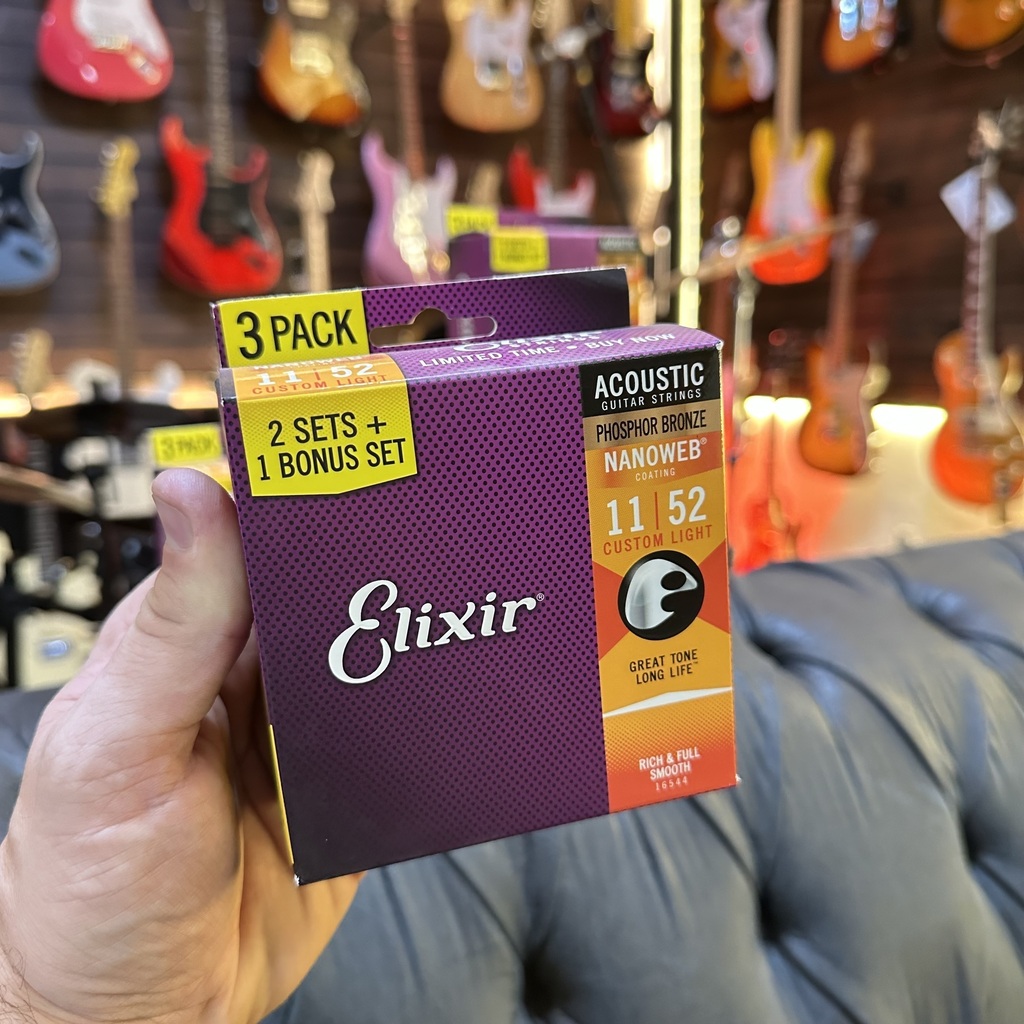 3 PACK
LIMITED TIME • BUY NOW
NANOWEB
11 | 52
CUSTOM LIGHT
2 SETS +
1 BONUS SET
Elixir®
ACOUSTIC
GUITAR STRINGS
PHOSPHOR BRONZE
NANOWEB®
COATING
11 | 52
CUSTOM LIGHT
GREAT TONE
LONG LIFE™
RICH & FULL
SMOOTH
16544
3 PACK